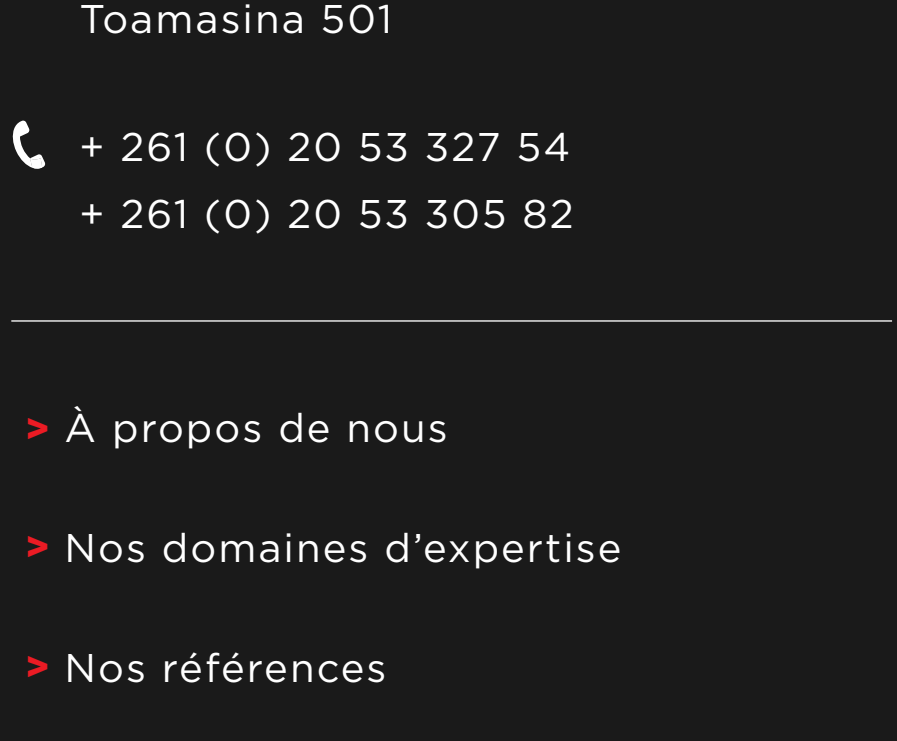 Toamasina 501
+ 261 (0) 20 53 327 54
+ 261 (0) 20 53 305 82
> À propos de nous
> Nos domaines d’expertise
> Nos références